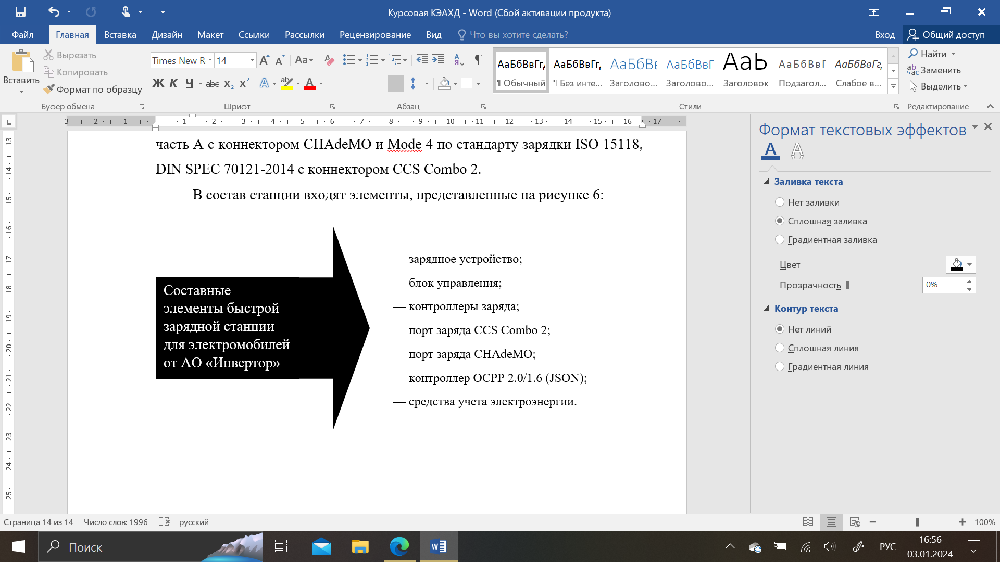 Курсовая КЭАХД - Word (Сбой активации продукта)
Файл Главная Вставка Дизайн Макет Ссылки Рассылки Рецензирование Вид Что вы хотите сделать? Вход Общий доступ
Вставить
Вырезать
Копировать
Формат по образцу
Буфер обмена
Times New R 14
Ж К Ч abc x₂ x²
Шрифт
Абзац
АаБбВвГг, АаБбВвГг, АаБбВв АаБбВвГ АаЬ АаБбВвГ АаБбВвГг,
¶ Обычный ¶ Без инте... Заголово... Заголово... Заголовок Подзагол... Слабое в...
Стили
Найти
Заменить
Выделить
Редактирование
3 2 1 1 2 3 4 5 6 7 8 9 10 11 12 13 14 15 16 17
13
14
15
16
17
18
19
20
21
22
23
24
25
часть А с коннектором CHAdeMO и Mode 4 по стандарту зарядки ISO 15118,
DIN SPEC 70121-2014 с коннектором CCS Combo 2.
В состав станции входят элементы, представленные на рисунке 6:
Составные
элементы быстрой
зарядной станции
для электромобилей
от АО «Инвертор»
— зарядное устройство;
— блок управления;
— контроллеры заряда;
— порт заряда CCS Combo 2;
— порт заряда CHAdeMO;
— контроллер OCPP 2.0/1.6 (JSON);
— средства учета электроэнергии.
Формат текстовых эффектов
Заливка текста
Нет заливки
Сплошная заливка
Градиентная заливка
Цвет
Прозрачность 0%
Контур текста
Нет линий
Сплошная линия
Градиентная линия
Страница 14 из 14 Число слов: 1996 русский 100%
Поиск
РУС
16:56
03.01.2024